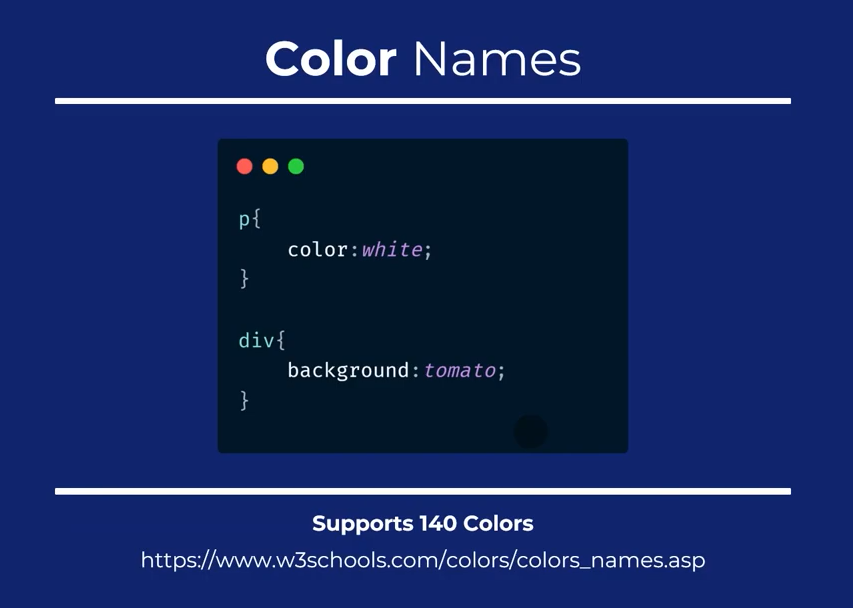 Color Names
p{
color:white;
}
div{
background:tomato;
}
Supports 140 Colors
https://www.w3schools.com/colors/colors_names.asp